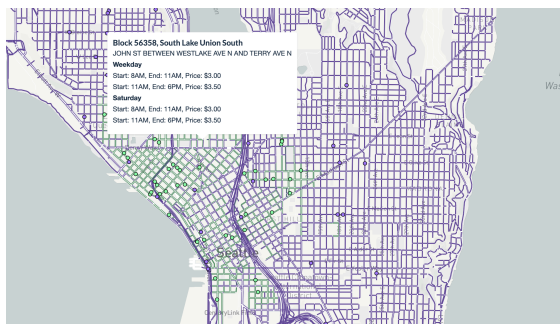 Block 56358, South Lake Union South
JOHN ST BETWEEN WESTLAKE AVE N AND TERRY AVE N
Weekday
Start: 8AM, End: 11AM, Price: $3.00
Start: 11AM, End: 6PM, Price: $3.50
Saturday
Start: 8AM, End: 11AM, Price: $3.00
Start: 11AM, End: 6PM, Price: $3.50
Seattle